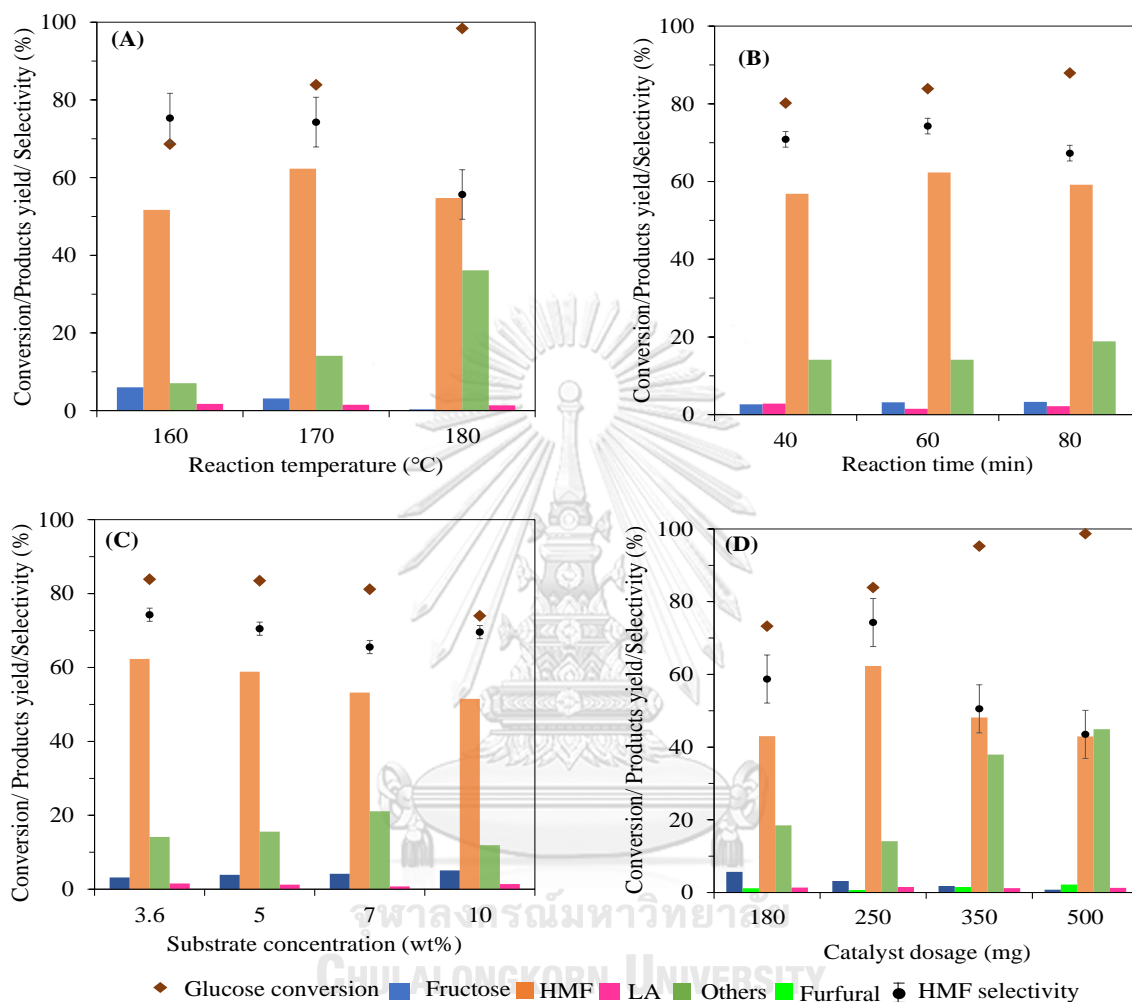 (A)
Conversion/Products yield/ Selectivity (%)
100
80
60
40
20
0
160 170 180
Reaction temperature (°C)
(B)
Conversion/Products yield/Selectivity (%)
100
80
60
40
20
0
40 60 80
Reaction time (min)
(C)
Conversion/ Products yield/Selectivity (%)
100
80
60
40
20
0
3.6 5 7 10
Substrate concentration (wt%)
(D)
Conversion/ Products yield/Selectivity (%)
100
80
60
40
20
0
180 250 350 500
Catalyst dosage (mg)
จุฬาลงกรณ์มหาวิทยาลัย
CHULALONGKORN UNIVERSITY
Glucose conversion Fructose HMF LA Others Furfural HMF selectivity